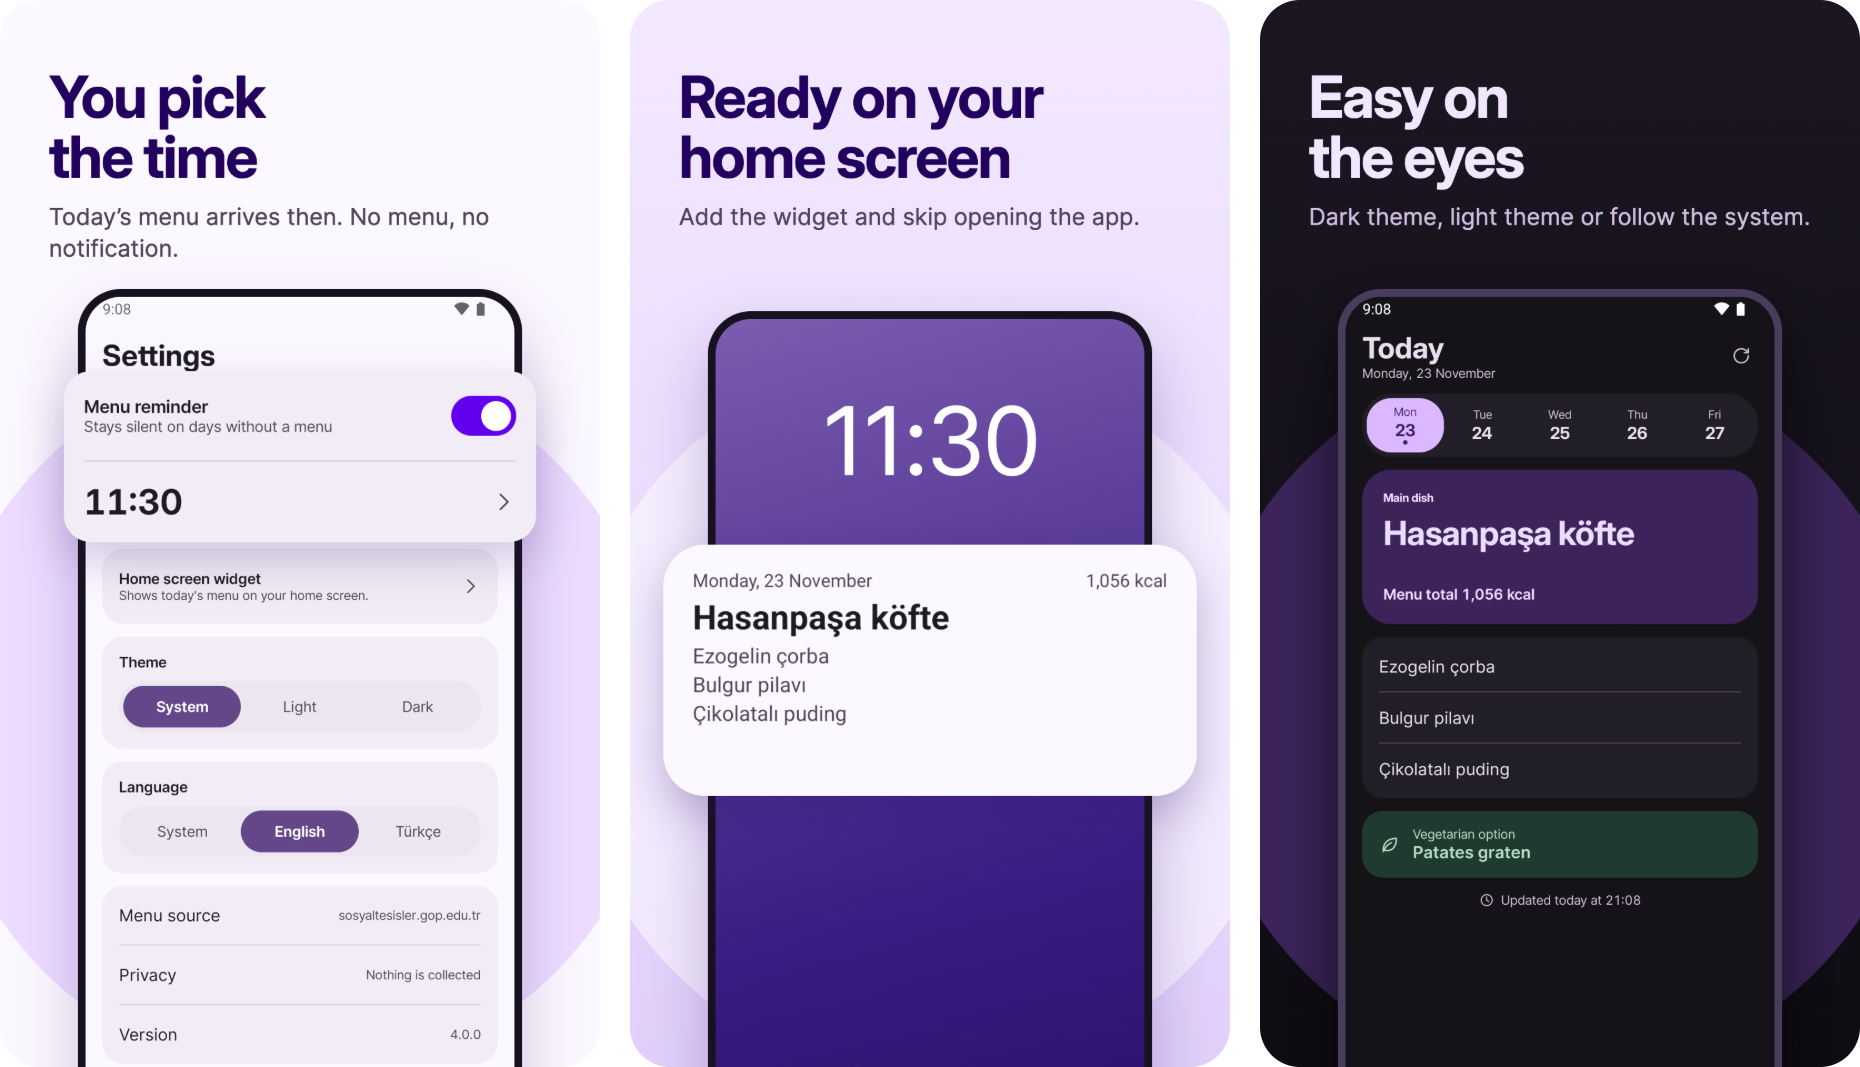 You pick
the time
Today’s menu arrives then. No menu, no
notification.
9:08
Settings
Menu reminder
Stays silent on days without a menu
11:30
Home screen widget
Shows today's menu on your home screen.
Theme
System Light Dark
Language
System English Türkçe
Menu source sosyaltesisler.gop.edu.tr
Privacy Nothing is collected
Version 4.0.0
Ready on your
home screen
Add the widget and skip opening the app.
11:30
Monday, 23 November 1,056 kcal
Hasanpaşa köfte
Ezogelin çorba
Bulgur pilavı
Çikolatalı puding
Easy on
the eyes
Dark theme, light theme or follow the system.
9:08
Today
Monday, 23 November
Mon Tue Wed Thu Fri
23 24 25 26 27
Main dish
Hasanpaşa köfte
Menu total 1,056 kcal
Ezogelin çorba
Bulgur pilavı
Çikolatalı puding
Vegetarian option
Patates graten
Updated today at 21:08